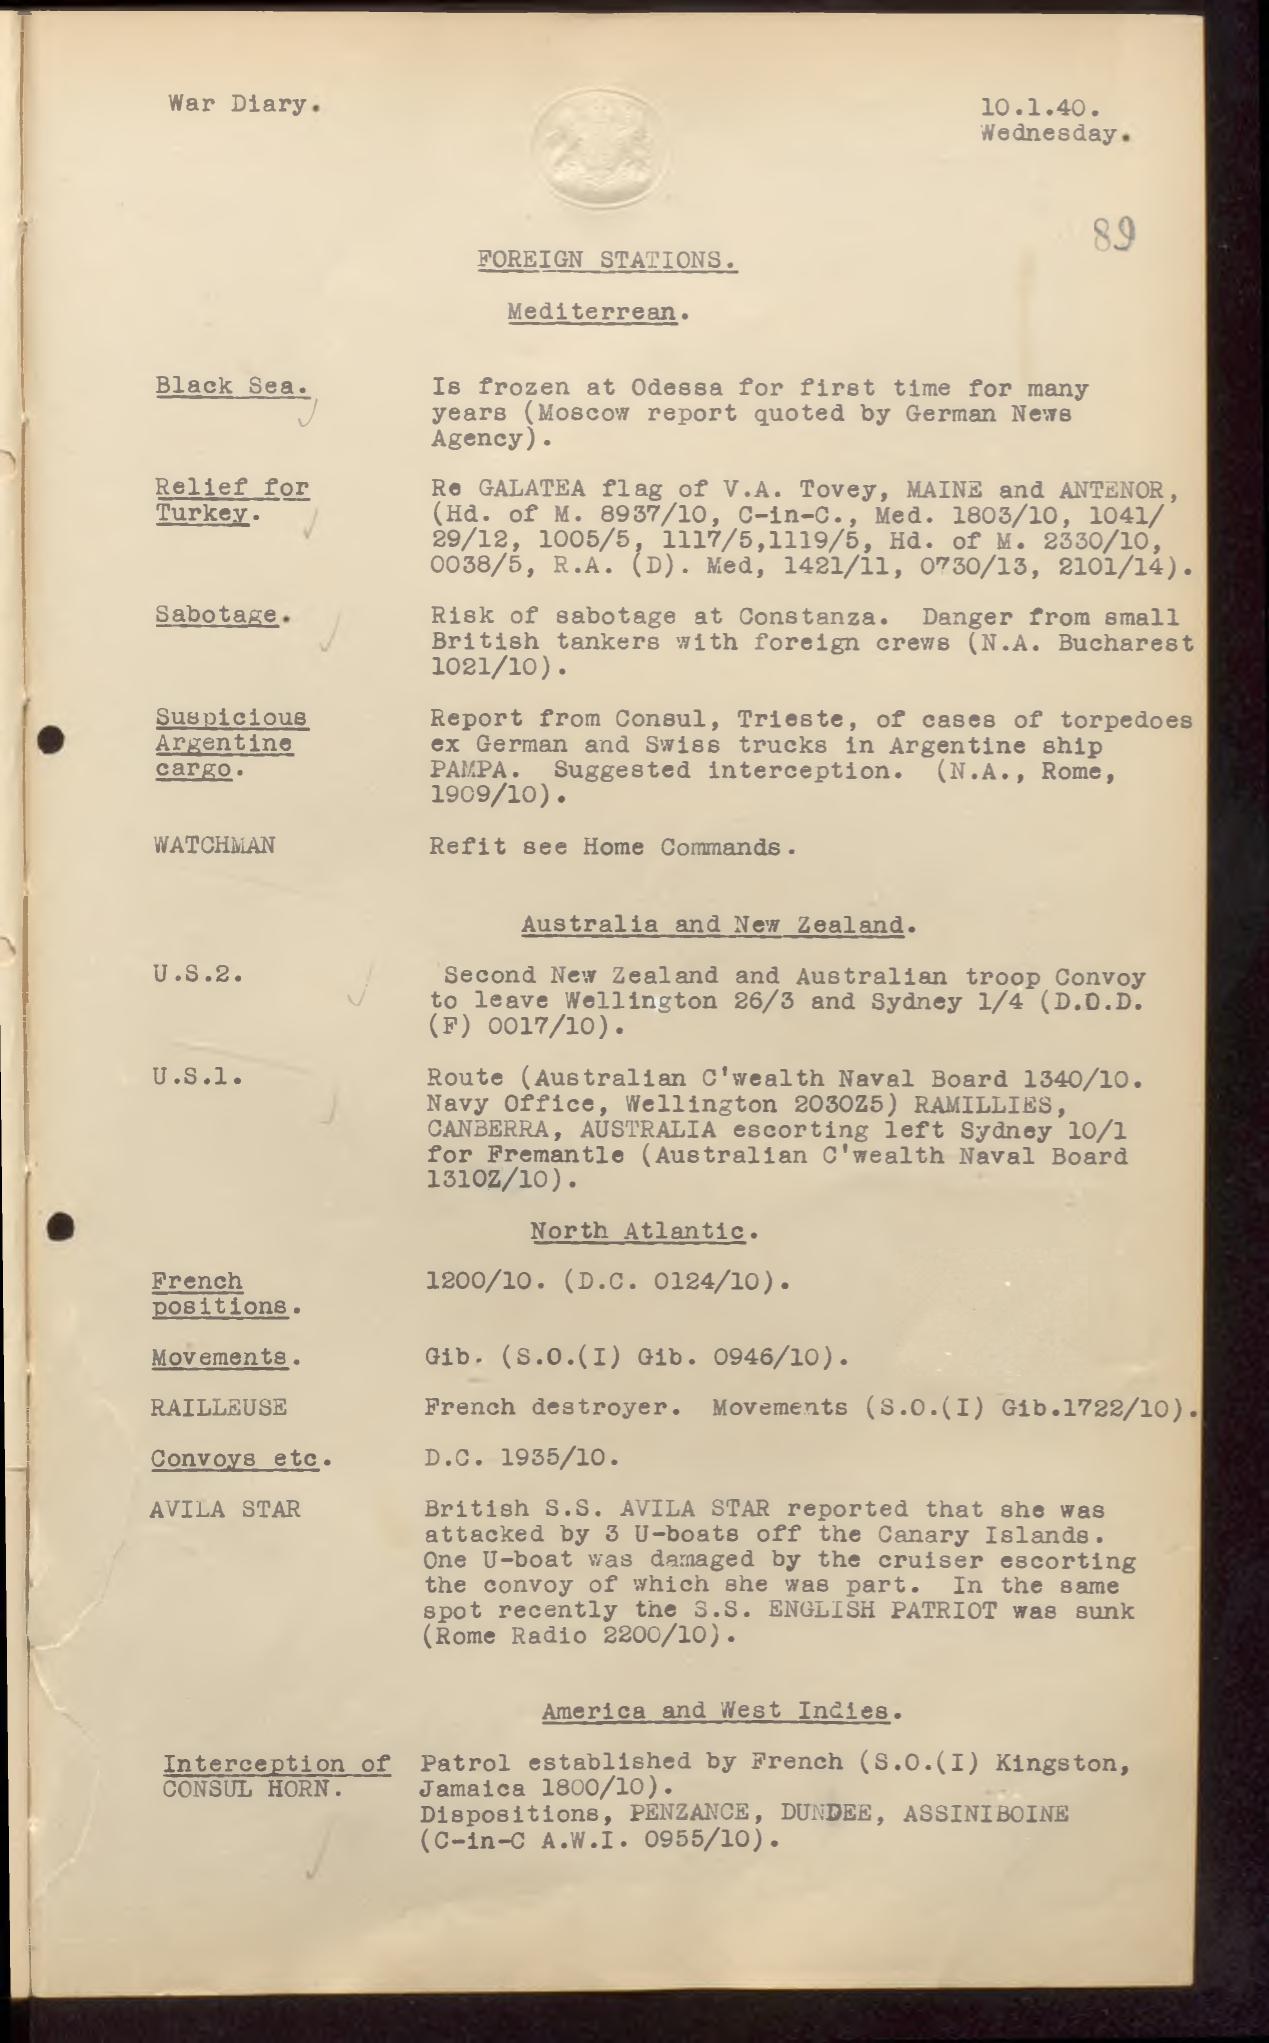 War Diary.
10.1.40.
Wednesday.
89
FOREIGN STATIONS.
Mediterrean.
Black Sea. Is frozen at Odessa for first time for many
years (Moscow report quoted by German News
Agency).
Relief for Re GALATEA flag of V.A. Tovey, MAINE and ANTENOR,
Turkey. (Hd. of M. 8937/10, C-in-C., Med. 1803/10, 1041/
29/12, 1005/5, 1117/5,1119/5, Hd. of M. 2330/10,
0038/5, R.A. (D). Med, 1421/11, 0730/13, 2101/14).
Sabotage. Risk of sabotage at Constanza. Danger from small
British tankers with foreign crews (N.A. Bucharest
1021/10).
Suspicious Report from Consul, Trieste, of cases of torpedoes
Argentine ex German and Swiss trucks in Argentine ship
cargo. PAMPA. Suggested interception. (N.A., Rome,
1909/10).
WATCHMAN Refit see Home Commands.
Australia and New Zealand.
U.S.2. Second New Zealand and Australian troop Convoy
to leave Wellington 26/3 and Sydney 1/4 (D.O.D.
(F) 0017/10).
U.S.1. Route (Australian C'wealth Naval Board 1340/10.
Navy Office, Wellington 2030Z5) RAMILLIES,
CANBERRA, AUSTRALIA escorting left Sydney 10/1
for Fremantle (Australian C'wealth Naval Board
1310Z/10).
North Atlantic.
French 1200/10. (D.C. 0124/10).
positions.
Movements. Gib. (S.O.(I) Gib. 0946/10).
RAILLEUSE French destroyer. Movements (S.O.(I) Gib.1722/10).
Convoys etc. D.C. 1935/10.
AVILA STAR British S.S. AVILA STAR reported that she was
attacked by 3 U-boats off the Canary Islands.
One U-boat was damaged by the cruiser escorting
the convoy of which she was part. In the same
spot recently the S.S. ENGLISH PATRIOT was sunk
(Rome Radio 2200/10).
America and West Indies.
Interception of Patrol established by French (S.O.(I) Kingston,
CONSUL HORN. Jamaica 1800/10).
Dispositions, PENZANCE, DUNDEE, ASSINIBOINE
(C-in-C A.W.I. 0955/10).